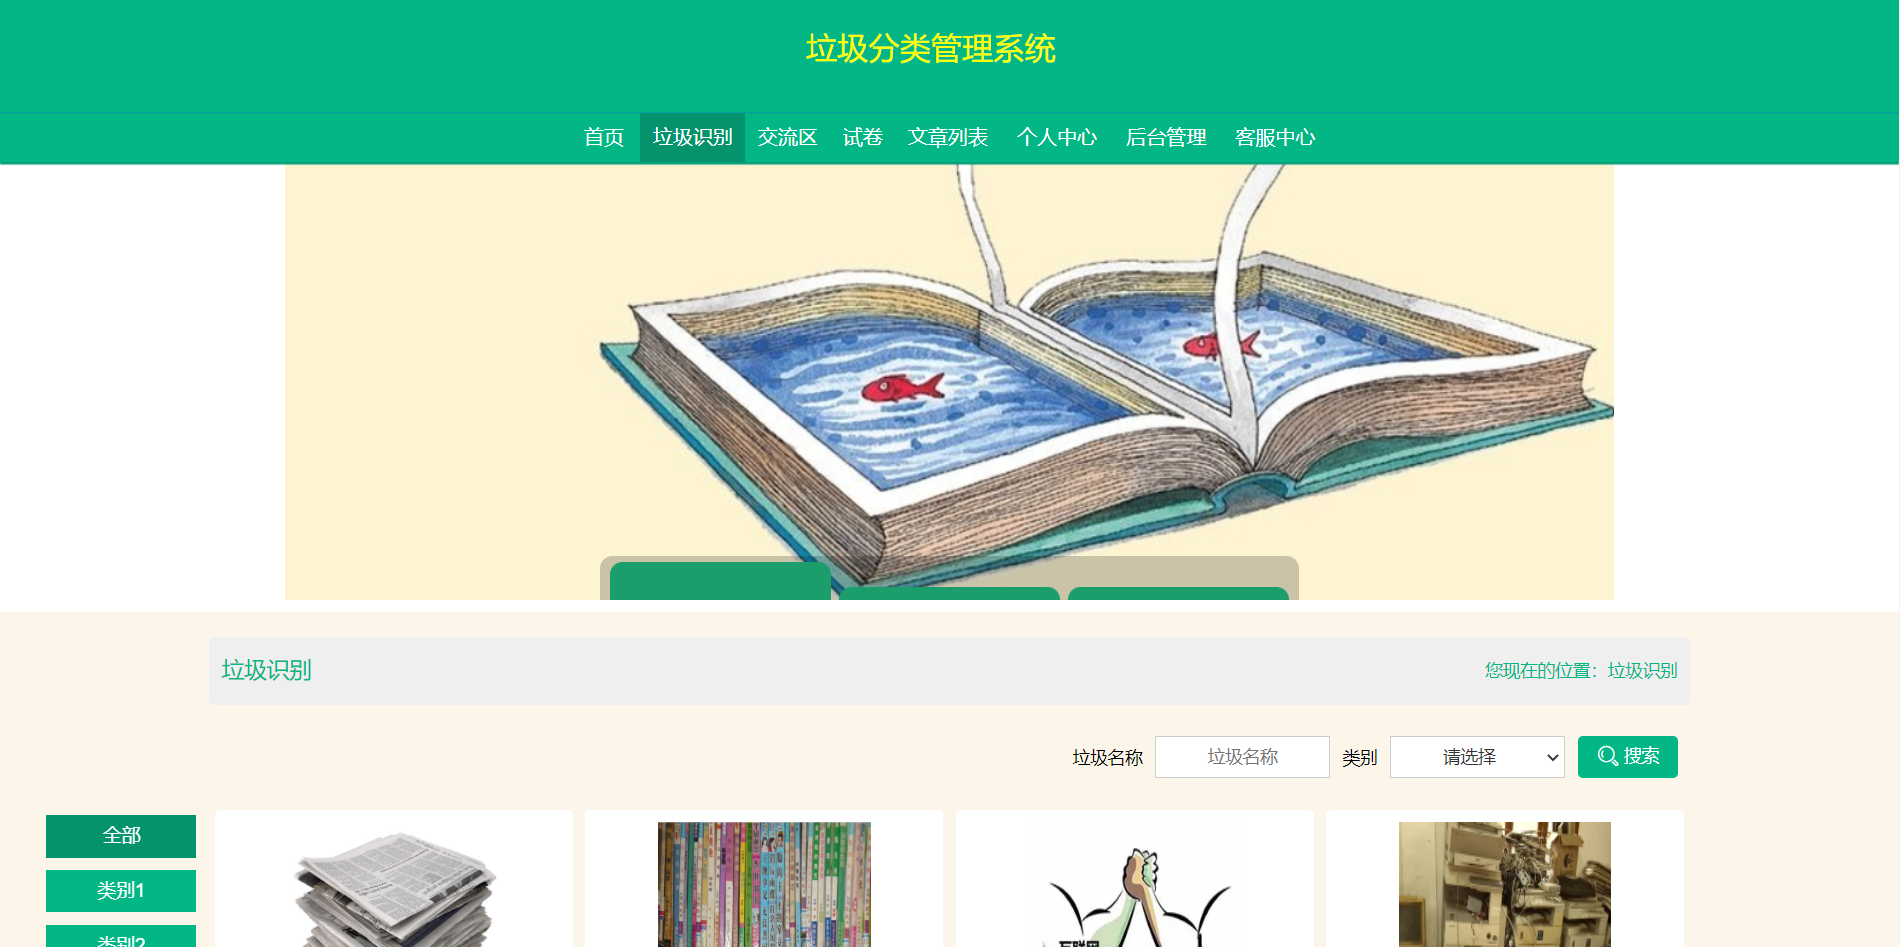 垃圾分类管理系统
首页 垃圾识别 交流区 试卷 文章列表 个人中心 后台管理 客服中心
垃圾识别
您现在的位置：垃圾识别
垃圾名称 垃圾名称 类别 请选择 搜索
全部
类别1
类别2
互联网